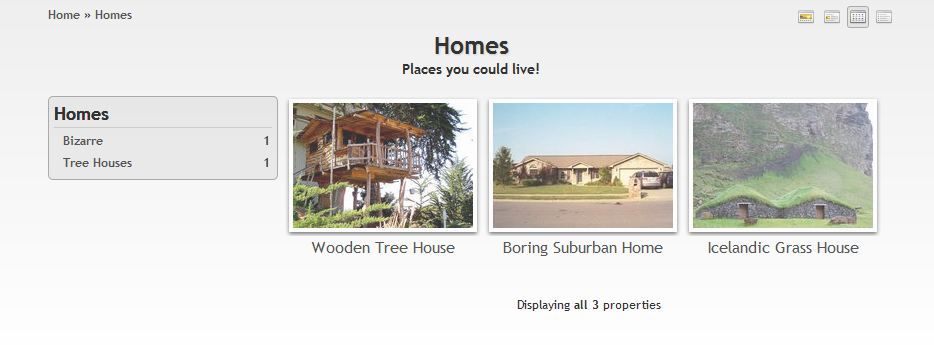 Home » Homes
Homes
Places you could live!
Homes
Bizarre 1
Tree Houses 1
Wooden Tree House
Boring Suburban Home
Icelandic Grass House
Displaying all 3 properties